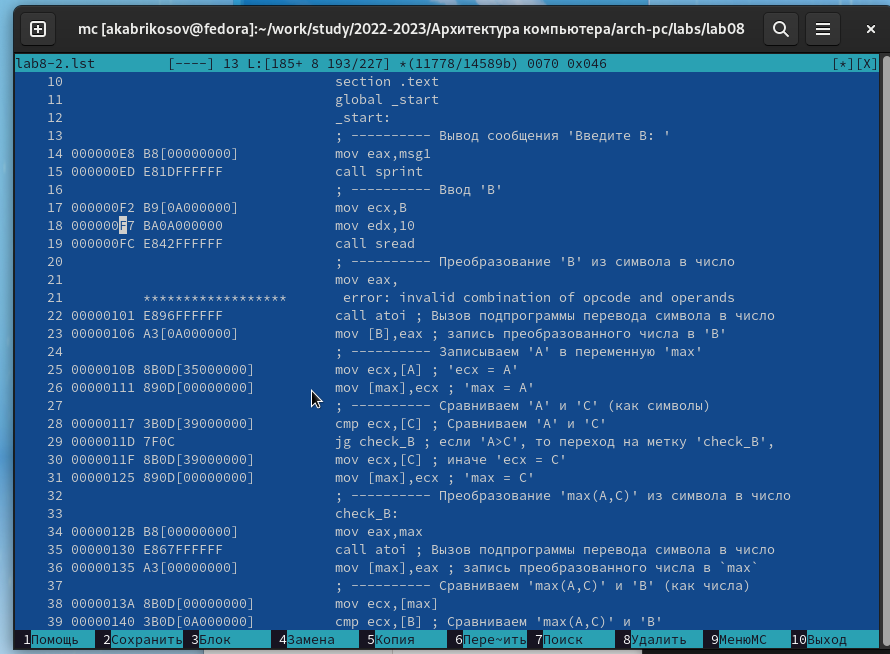 mc [akabrikosov@fedora]:~/work/study/2022-2023/Архитектура компьютера/arch-pc/labs/lab08
lab8-2.lst [----] 13 L:[185+ 8 193/227] *(11778/14589b) 0070 0x046 [*][X]
10 section .text
11 global _start
12 _start:
13 ; ---------- Вывод сообщения 'Введите B: '
14 000000E8 B8[00000000] mov eax,msg1
15 000000ED E81DFFFFFF call sprint
16 ; ---------- Ввод 'B'
17 000000F2 B9[0A000000] mov ecx,B
18 000000F7 BA0A000000 mov edx,10
19 000000FC E842FFFFFF call sread
20 ; ---------- Преобразование 'B' из символа в число
21 mov eax,
21 ****************** error: invalid combination of opcode and operands
22 00000101 E896FFFFFF call atoi ; Вызов подпрограммы перевода символа в число
23 00000106 A3[0A000000] mov [B],eax ; запись преобразованного числа в 'B'
24 ; ---------- Записываем 'A' в переменную 'max'
25 0000010B 8B0D[35000000] mov ecx,[A] ; 'ecx = A'
26 00000111 890D[00000000] mov [max],ecx ; 'max = A'
27 ; ---------- Сравниваем 'A' и 'C' (как символы)
28 00000117 3B0D[39000000] cmp ecx,[C] ; Сравниваем 'A' и 'C'
29 0000011D 7F0C jg check_B ; если 'A>C', то переход на метку 'check_B',
30 0000011F 8B0D[39000000] mov ecx,[C] ; иначе 'ecx = C'
31 00000125 890D[00000000] mov [max],ecx ; 'max = C'
32 ; ---------- Преобразование 'max(A,C)' из символа в число
33 check_B:
34 0000012B B8[00000000] mov eax,max
35 00000130 E867FFFFFF call atoi ; Вызов подпрограммы перевода символа в число
36 00000135 A3[00000000] mov [max],eax ; запись преобразованного числа в `max`
37 ; ---------- Сравниваем 'max(A,C)' и 'B' (как числа)
38 0000013A 8B0D[00000000] mov ecx,[max]
39 00000140 3B0D[0A000000] cmp ecx,[B] ; Сравниваем 'max(A,C)' и 'B'
1Помощь 2Сохранить 3Блок 4Замена 5Копия 6Пере~ить 7Поиск 8Удалить 9МенюMC 10Выход